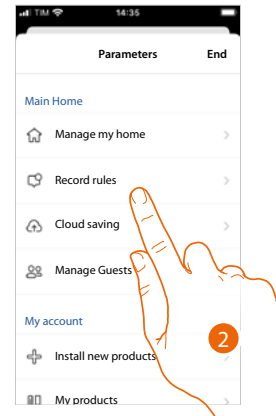 TIM 14:35
Parameters End
Main Home
Manage my home
Record rules
Cloud saving
Manage Guests
My account
2
Install new products
My products